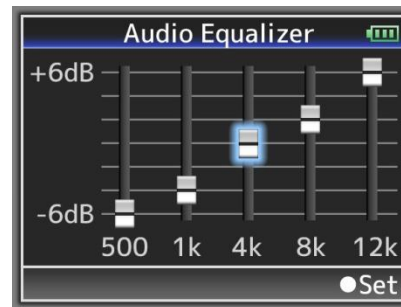 Audio Equalizer
+6dB
-6dB
500 1k 4k 8k 12k
Set